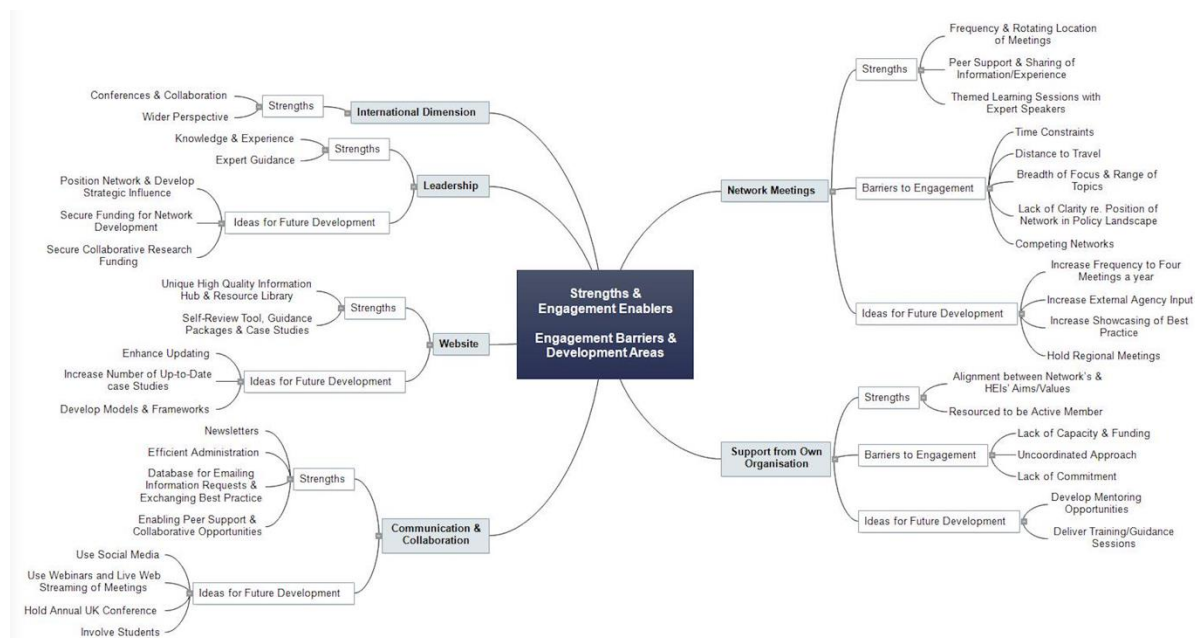 Strengths &
Engagement Enablers
Engagement Barriers &
Development Areas
International Dimension
Strengths
Conferences & Collaboration
Wider Perspective
Leadership
Strengths
Knowledge & Experience
Expert Guidance
Ideas for Future Development
Position Network & Develop
Strategic Influence
Secure Funding for Network
Development
Secure Collaborative Research
Funding
Website
Strengths
Unique High Quality Information
Hub & Resource Library
Self-Review Tool, Guidance
Packages & Case Studies
Ideas for Future Development
Enhance Updating
Increase Number of Up-to-Date
case Studies
Develop Models & Frameworks
Communication &
Collaboration
Strengths
Newsletters
Efficient Administration
Database for Emailing
Information Requests &
Exchanging Best Practice
Enabling Peer Support &
Collaborative Opportunities
Ideas for Future Development
Use Social Media
Use Webinars and Live Web
Streaming of Meetings
Hold Annual UK Conference
Involve Students
Network Meetings
Strengths
Frequency & Rotating Location
of Meetings
Peer Support & Sharing of
Information/Experience
Themed Learning Sessions with
Expert Speakers
Barriers to Engagement
Time Constraints
Distance to Travel
Breadth of Focus & Range of
Topics
Lack of Clarity re. Position of
Network in Policy Landscape
Competing Networks
Ideas for Future Development
Increase Frequency to Four
Meetings a year
Increase External Agency Input
Increase Showcasing of Best
Practice
Hold Regional Meetings
Support from Own
Organisation
Strengths
Alignment between Network's &
HEIs' Aims/Values
Resourced to be Active Member
Barriers to Engagement
Lack of Capacity & Funding
Uncoordinated Approach
Lack of Commitment
Ideas for Future Development
Develop Mentoring
Opportunities
Deliver Training/Guidance
Sessions